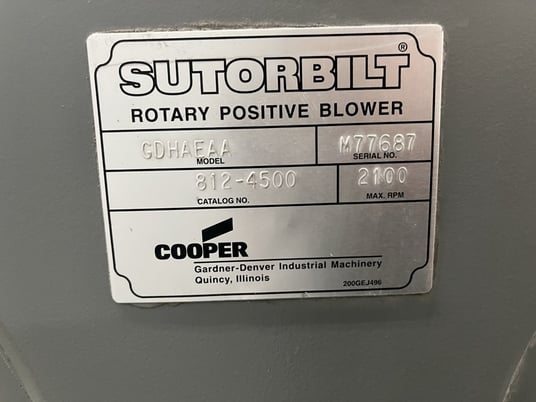 SUTORBILT®
ROTARY POSITIVE BLOWER
GDHAEAA M77687
MODEL SERIAL NO.
812-4500 2100
CATALOG NO. MAX. RPM
COOPER
Gardner-Denver Industrial Machinery
Quincy, Illinois 200GEJ496